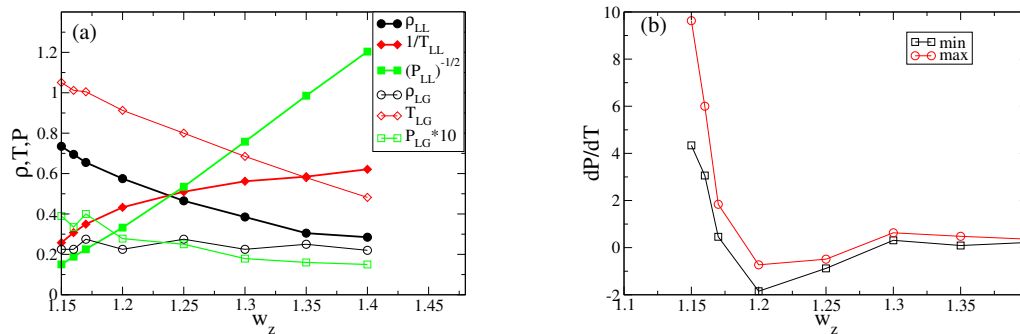 (a)
ρ_LL
1/T_LL
(P_LL)^-1/2
ρ_LG
T_LG
P_LG*10
ρ,T,P
1.2
1
0.8
0.6
0.4
0.2
0
1.15 1.2 1.25 1.3 1.35 1.4 1.45
w_z
(b)
min
max
dP/dT
10
8
6
4
2
0
-2
1.1 1.15 1.2 1.25 1.3 1.35
w_z